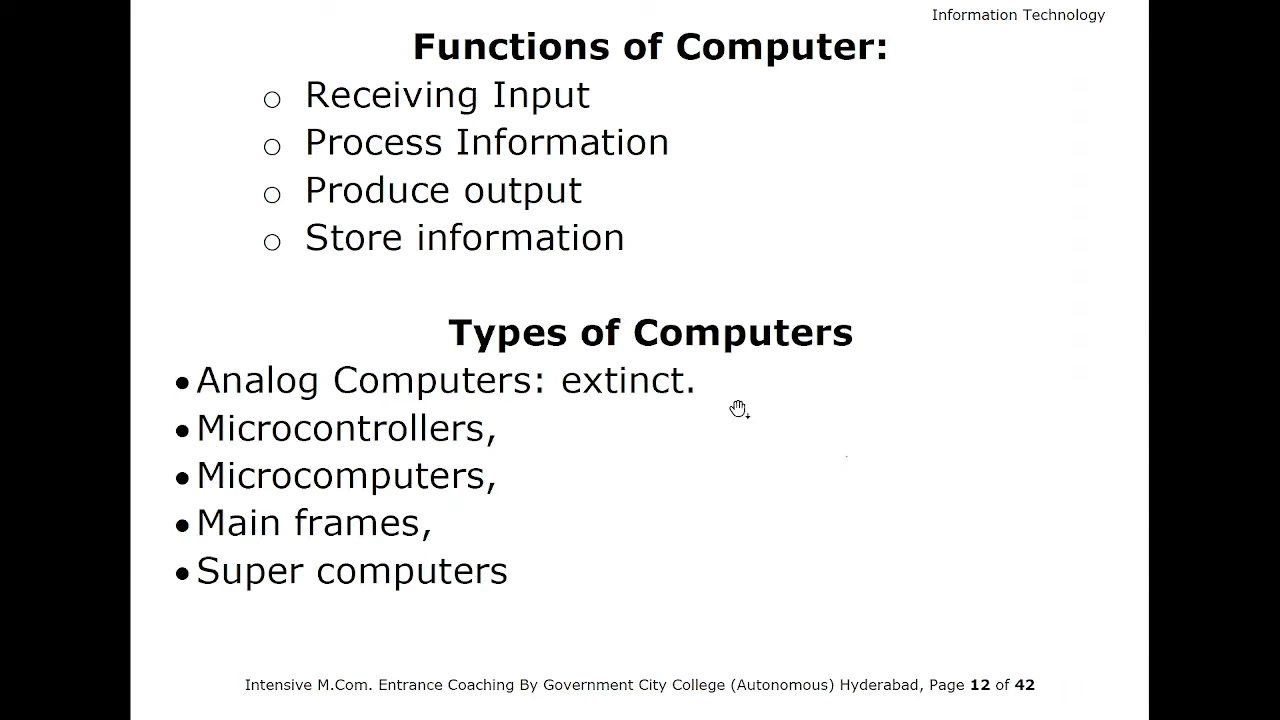 Information Technology
Functions of Computer:
○ Receiving Input
○ Process Information
○ Produce output
○ Store information
Types of Computers
•Analog Computers: extinct.
•Microcontrollers,
•Microcomputers,
•Main frames,
•Super computers
Intensive M.Com. Entrance Coaching By Government City College (Autonomous) Hyderabad, Page 12 of 42